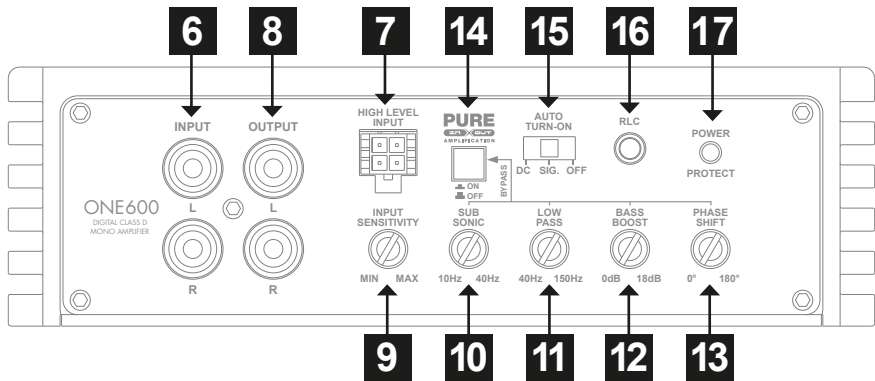 6 8 7 14 15 16 17
INPUT OUTPUT
HIGH LEVEL
INPUT
PURE
IN X OUT
AMPLIFICATION
AUTO
TURN-ON
RLC
POWER
PROTECT
DC SIG. OFF
ON
OFF
BYPASS
L L
ONE600
DIGITAL CLASS D
MONO AMPLIFIER
R R
INPUT
SENSITIVITY
MIN MAX
SUB
SONIC
10Hz 40Hz
LOW
PASS
40Hz 150Hz
BASS
BOOST
0dB 18dB
PHASE
SHIFT
0° 180°
9 10 11 12 13